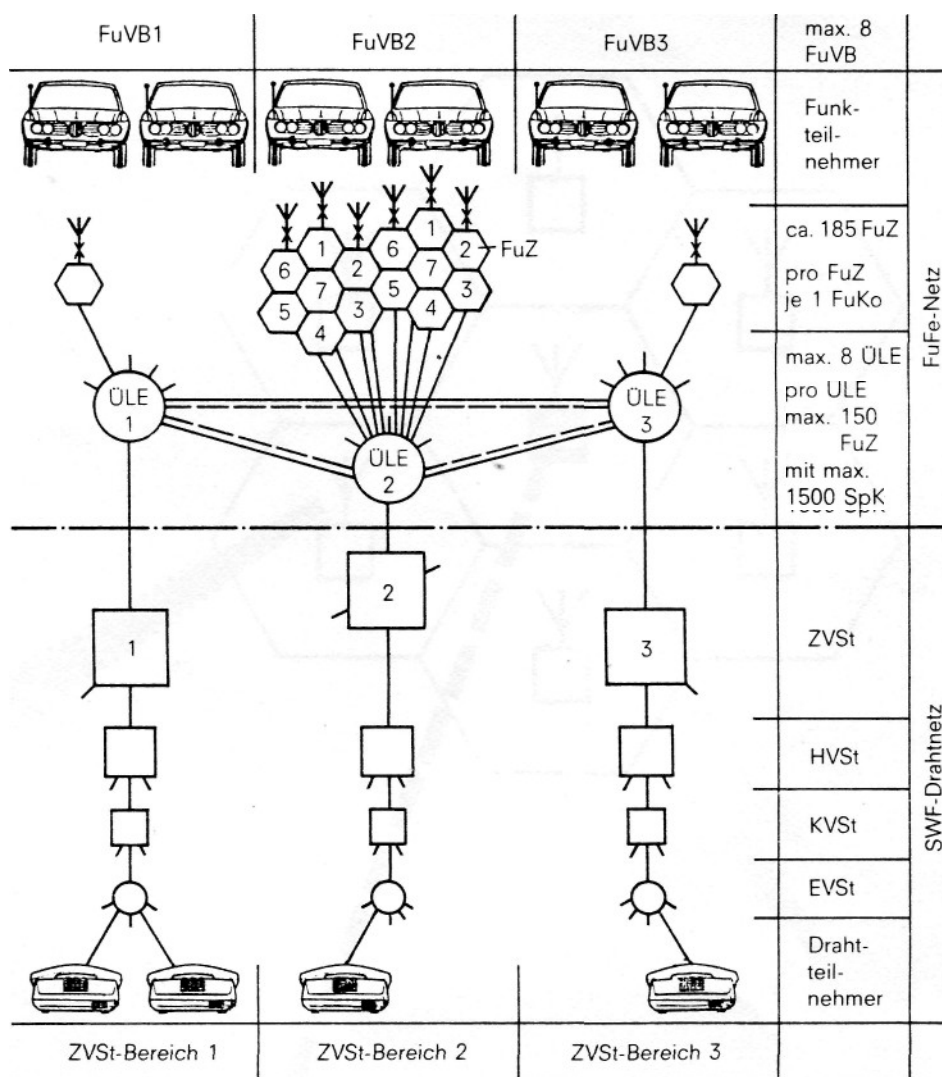 FuVB1
FuVB2
FuVB3
max. 8
FuVB
Funk-
teil-
nehmer
1
1
6
2
6
2
FuZ
7
7
5
3
5
3
4
4
ca. 185 FuZ
pro FuZ
je 1 FuKo
FuFe-Netz
ÜLE
1
ÜLE
2
ÜLE
3
max. 8 ÜLE
pro ULE
max. 150
FuZ
mit max.
1500 SpK
1
2
3
ZVSt
HVSt
KVSt
EVSt
Draht-
teil-
nehmer
SWF-Drahtnetz
ZVSt-Bereich 1
ZVSt-Bereich 2
ZVSt-Bereich 3